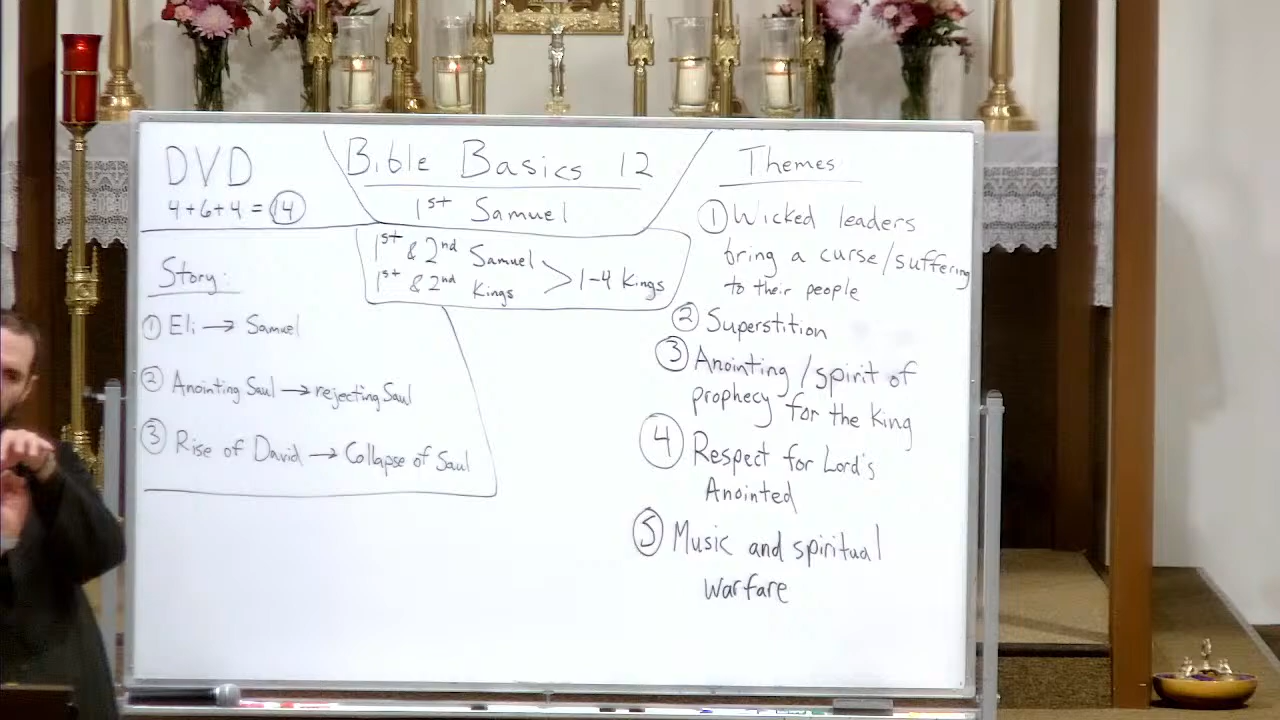 DVD
4+6+4 = 14
Bible Basics 12
1st Samuel
1st & 2nd Samuel
1st & 2nd Kings
> 1-4 Kings
Story:
① Eli → Samuel
② Anointing Saul → rejecting Saul
③ Rise of David → Collapse of Saul
Themes
① Wicked leaders
bring a curse/suffering
to their people
② Superstition
③ Anointing / spirit of
prophecy for the King
④ Respect for Lord's
Anointed
⑤ Music and spiritual
warfare